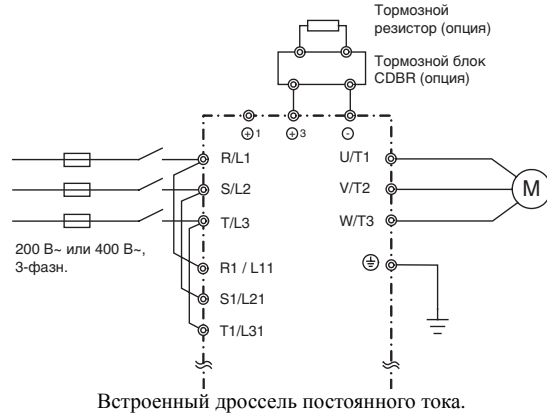 Тормозной
резистор (опция)
Тормозной блок
CDBR (опция)
⊕1 ⊕3 ⊖
R/L1 U/T1
S/L2 V/T2
T/L3 W/T3
M
200 В~ или 400 В~,
3-фазн.
R1 / L11
S1/L21
T1/L31
Встроенный дроссель постоянного тока.